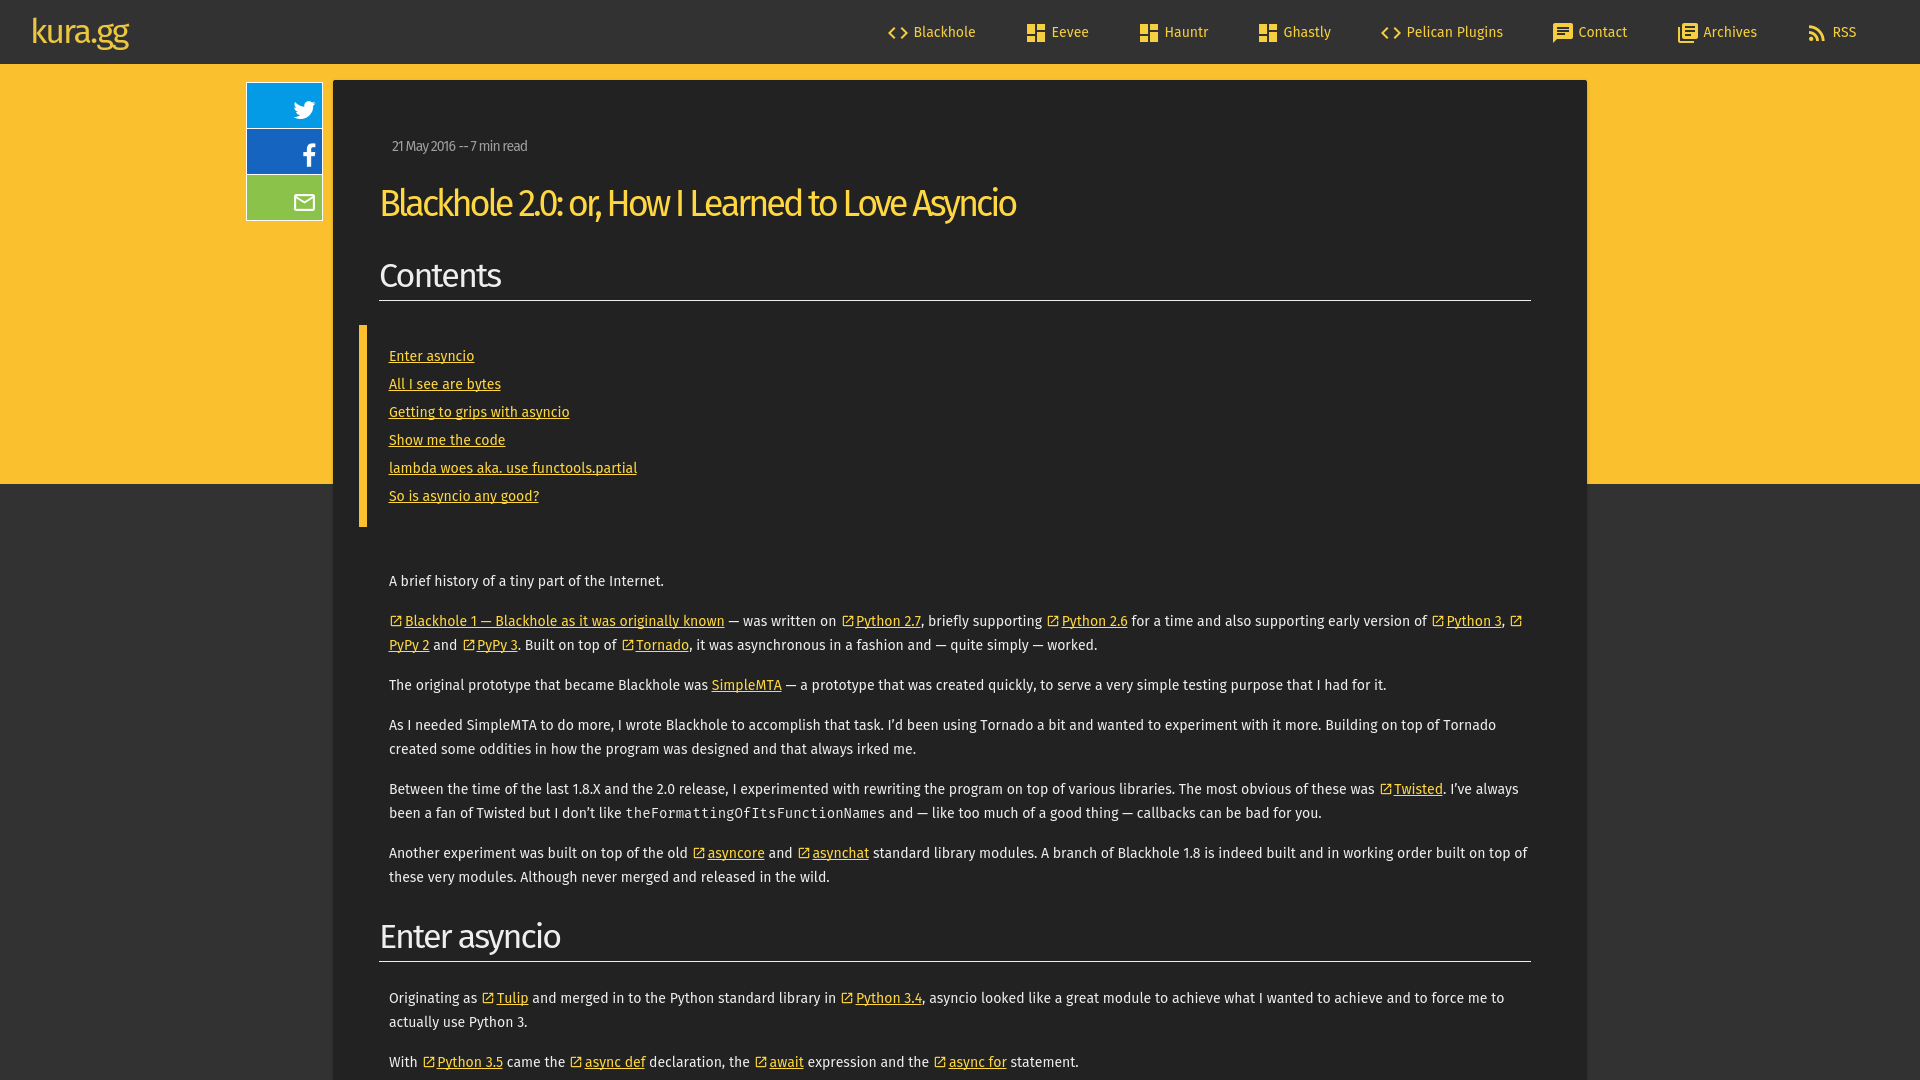 kura.gg
Blackhole
Eevee
Hauntr
Ghastly
Pelican Plugins
Contact
Archives
RSS
21 May 2016 -- 7 min read
Blackhole 2.0: or, How I Learned to Love Asyncio
Contents
Enter asyncio
All I see are bytes
Getting to grips with asyncio
Show me the code
lambda woes aka. use functools.partial
So is asyncio any good?
A brief history of a tiny part of the Internet.
Blackhole 1 — Blackhole as it was originally known — was written on Python 2.7, briefly supporting Python 2.6 for a time and also supporting early version of Python 3,
PyPy 2 and PyPy 3. Built on top of Tornado, it was asynchronous in a fashion and — quite simply — worked.
The original prototype that became Blackhole was SimpleMTA — a prototype that was created quickly, to serve a very simple testing purpose that I had for it.
As I needed SimpleMTA to do more, I wrote Blackhole to accomplish that task. I’d been using Tornado a bit and wanted to experiment with it more. Building on top of Tornado
created some oddities in how the program was designed and that always irked me.
Between the time of the last 1.8.X and the 2.0 release, I experimented with rewriting the program on top of various libraries. The most obvious of these was Twisted. I’ve always
been a fan of Twisted but I don’t like theFormattingOfItsFunctionNames and — like too much of a good thing — callbacks can be bad for you.
Another experiment was built on top of the old asyncore and asynchat standard library modules. A branch of Blackhole 1.8 is indeed built and in working order built on top of
these very modules. Although never merged and released in the wild.
Enter asyncio
Originating as Tulip and merged in to the Python standard library in Python 3.4, asyncio looked like a great module to achieve what I wanted to achieve and to force me to
actually use Python 3.
With Python 3.5 came the async def declaration, the await expression and the async for statement.